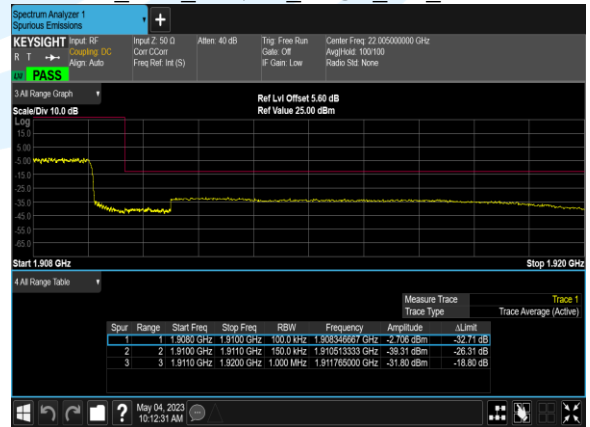 Spectrum Analyzer 1
Spurious Emissions
+
KEYSIGHT Input: RF Input Z: 50 Ω Atten: 40 dB Trig: Free Run Center Freq: 22.005000000 GHz
R T Coupling: DC Corr CCorr Gate: Off Avg|Hold: 100/100
Align: Auto Freq Ref: Int (S) IF Gain: Low Radio Std: None
PASS
3 All Range Graph
Ref Lvl Offset 5.60 dB
Scale/Div 10.0 dB Ref Value 25.00 dBm
Log
15.0
5.00
-5.00
-15.0
-25.0
-35.0
-45.0
-55.0
-65.0
Start 1.908 GHz Stop 1.920 GHz
4 All Range Table
Measure Trace Trace 1
Trace Type Trace Average (Active)
Spur Range Start Freq Stop Freq RBW Frequency Amplitude ΔLimit
1 1 1.9080 GHz 1.9100 GHz 100.0 kHz 1.908346667 GHz -2.706 dBm -32.71 dB
2 2 1.9100 GHz 1.9110 GHz 150.0 kHz 1.910513333 GHz -39.31 dBm -26.31 dB
3 3 1.9110 GHz 1.9200 GHz 1.000 MHz 1.911765000 GHz -31.80 dBm -18.80 dB
? May 04, 2023
10:12:31 AM